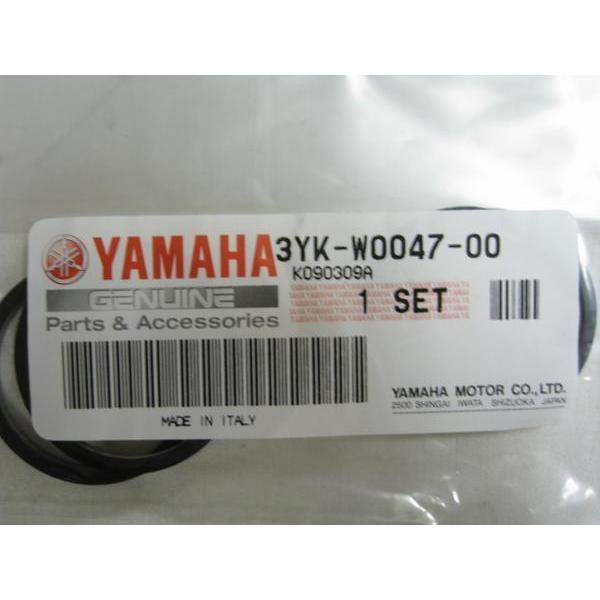 YAMAHA 3YK-W0047-00
K090309A
GENUINE
Parts & Accessories
1 SET
YAMAHA MOTOR CO., LTD.
2500 SHINGAI IWATA SHIZUOKA JAPAN
MADE IN ITALY